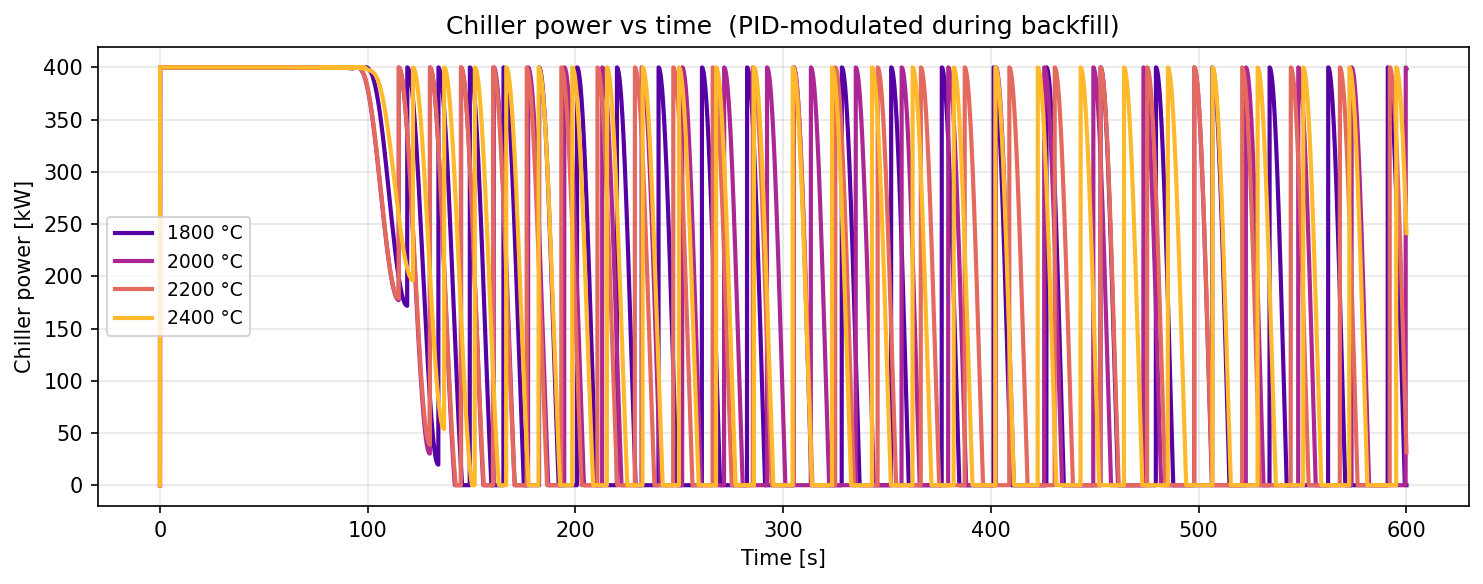 Chiller power vs time  (PID-modulated during backfill)
Chiller power [kW]
400
350
300
250
200
150
100
50
0
1800 °C
2000 °C
2200 °C
2400 °C
0 100 200 300 400 500 600
Time [s]